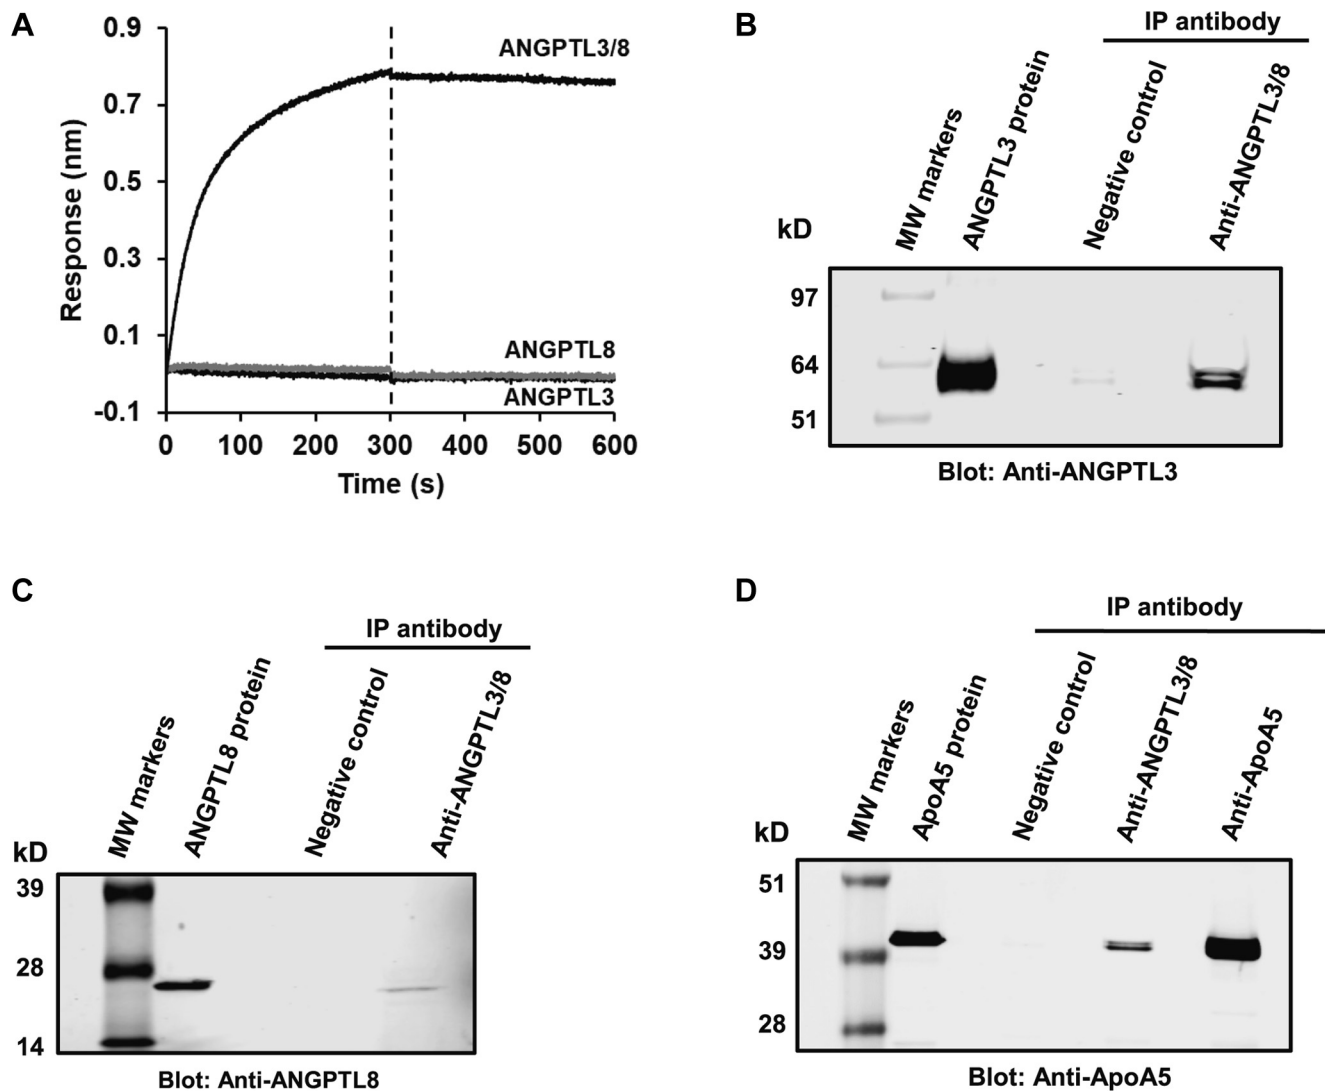 A
0.9
0.7
0.5
0.3
0.1
-0.1
Response (nm)
ANGPTL3/8
ANGPTL8
ANGPTL3
0 100 200 300 400 500 600
Time (s)
B
IP antibody
MW markers
ANGPTL3 protein
Negative control
Anti-ANGPTL3/8
kD
97
64
51
Blot: Anti-ANGPTL3
C
IP antibody
MW markers
ANGPTL8 protein
Negative control
Anti-ANGPTL3/8
kD
39
28
14
Blot: Anti-ANGPTL8
D
IP antibody
MW markers
ApoA5 protein
Negative control
Anti-ANGPTL3/8
Anti-ApoA5
kD
51
39
28
Blot: Anti-ApoA5